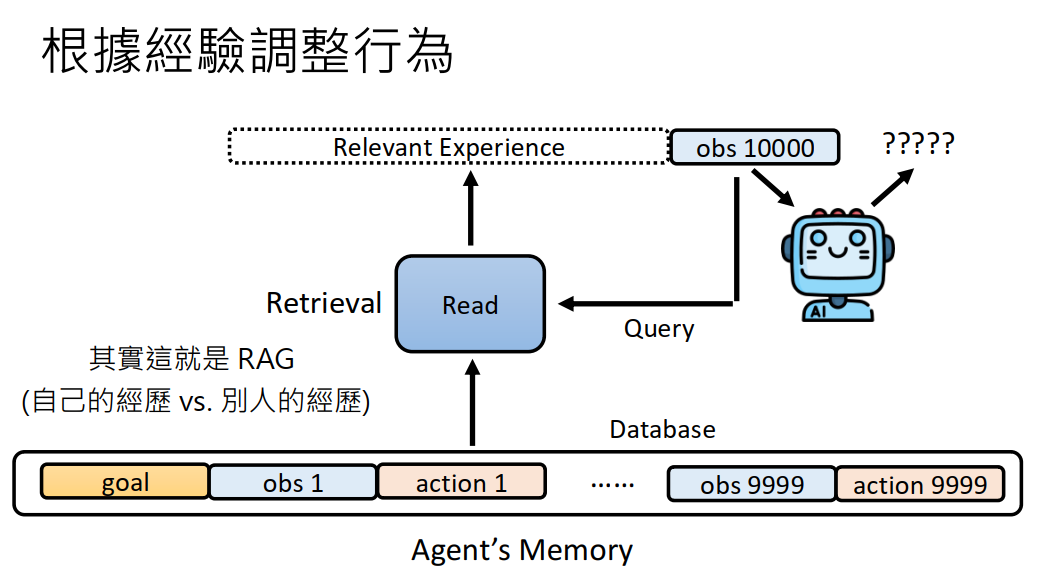 根據經驗調整行為
Relevant Experience
obs 10000
?????
Retrieval
Read
Query
AI
其實這就是 RAG
(自己的經歷 vs. 別人的經歷)
Database
goal
obs 1
action 1
……
obs 9999
action 9999
Agent’s Memory